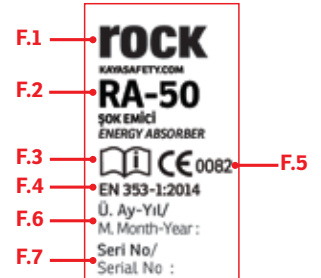 F.1 rock
KAYASAFETY.COM
F.2 RA-50
ŞOK EMİCİ
ENERGY ABSORBER
F.3 i CE 0082 F.5
F.4 EN 353-1:2014
F.6 Ü. Ay-Yıl/
M. Month-Year :
F.7 Seri No/
Serial No :